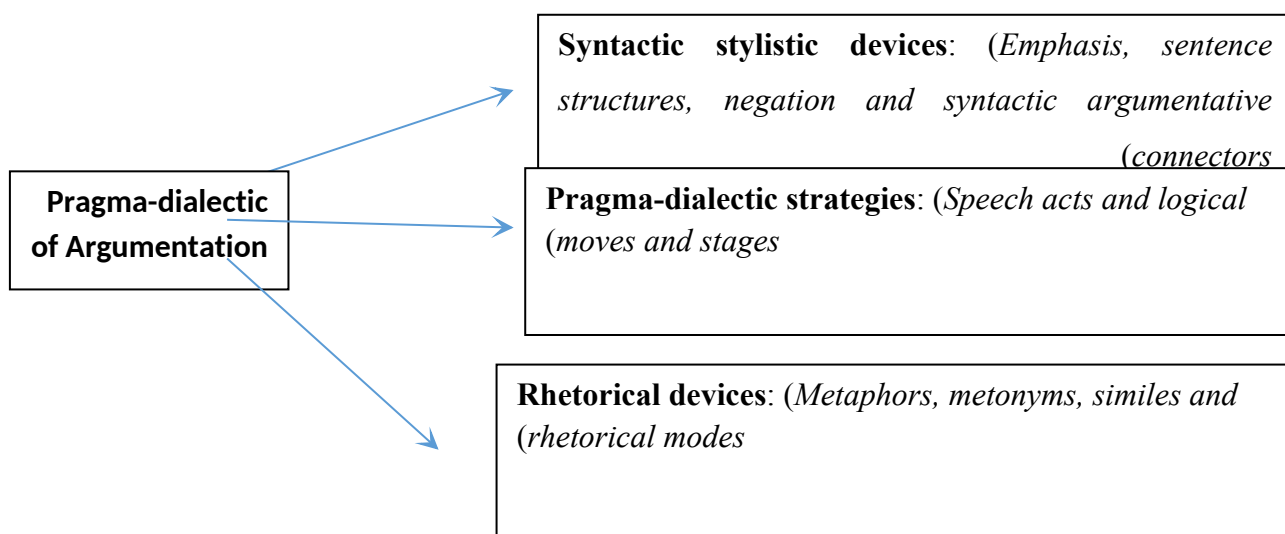 Syntactic stylistic devices: (Emphasis, sentence
structures, negation and syntactic argumentative
(connectors
Pragma-dialectic
of Argumentation
Pragma-dialectic strategies: (Speech acts and logical
(moves and stages
Rhetorical devices: (Metaphors, metonyms, similes and
(rhetorical modes